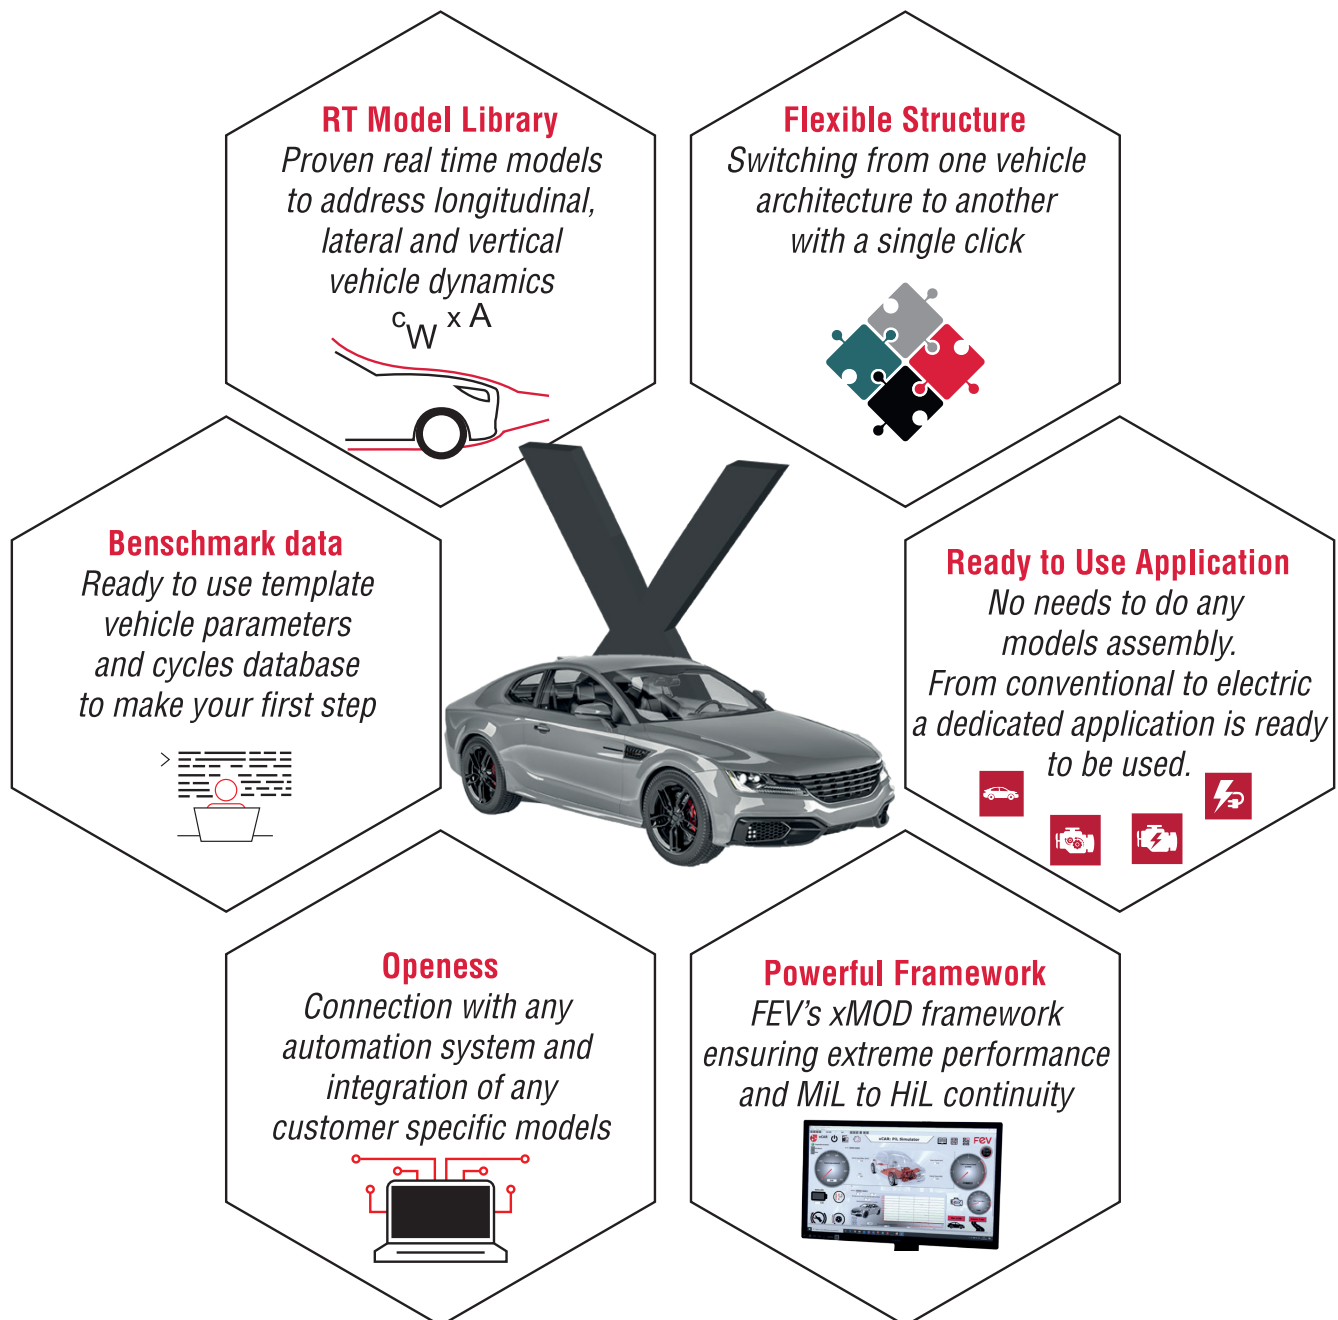 RT Model Library
Proven real time models
to address longitudinal,
lateral and vertical
vehicle dynamics
cW x A
Flexible Structure
Switching from one vehicle
architecture to another
with a single click
Benschmark data
Ready to use template
vehicle parameters
and cycles database
to make your first step
>
Ready to Use Application
No needs to do any
models assembly.
From conventional to electric
a dedicated application is ready
to be used.
Openess
Connection with any
automation system and
integration of any
customer specific models
Powerful Framework
FEV's xMOD framework
ensuring extreme performance
and MiL to HiL continuity
xCAR: PIL Simulator
FEV